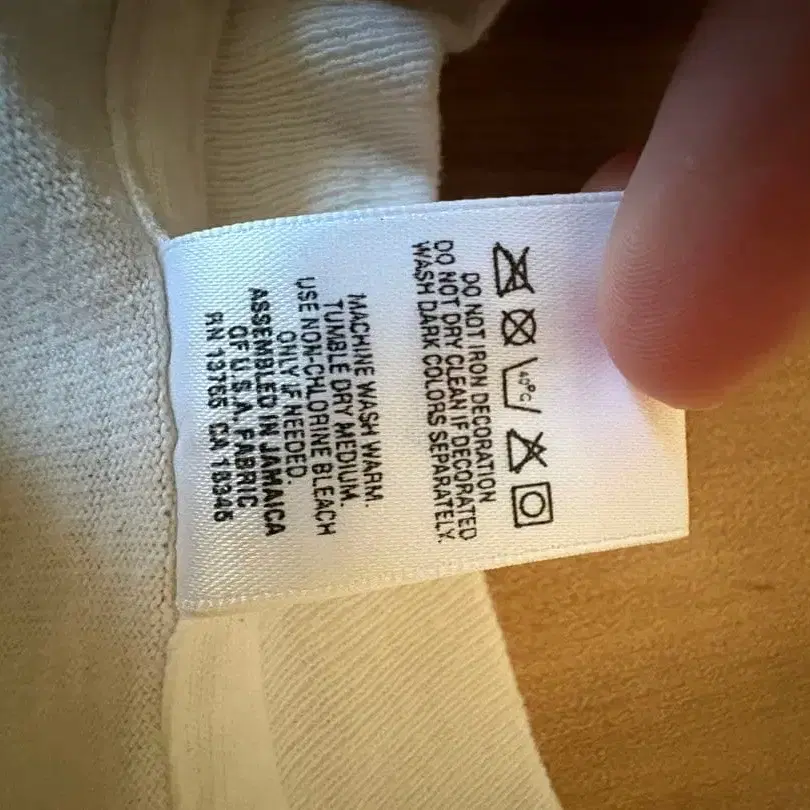 40°C
DO NOT IRON DECORATION
DO NOT DRY CLEAN IF DECORATED
WASH DARK COLORS SEPARATELY.
MACHINE WASH WARM.
TUMBLE DRY MEDIUM.
USE NON-CHLORINE BLEACH
ONLY IF NEEDED.
ASSEMBLED IN JAMAICA
OF U.S.A. FABRIC
RN 13765 CA